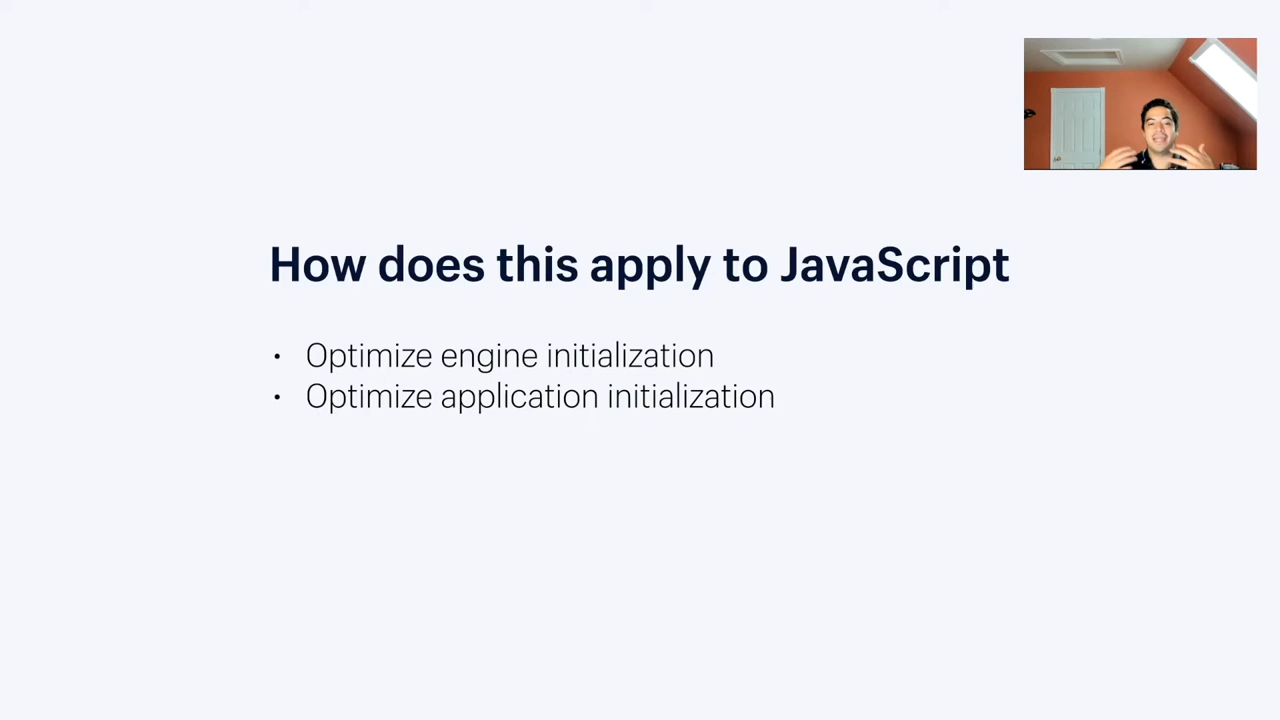 How does this apply to JavaScript
• Optimize engine initialization
• Optimize application initialization